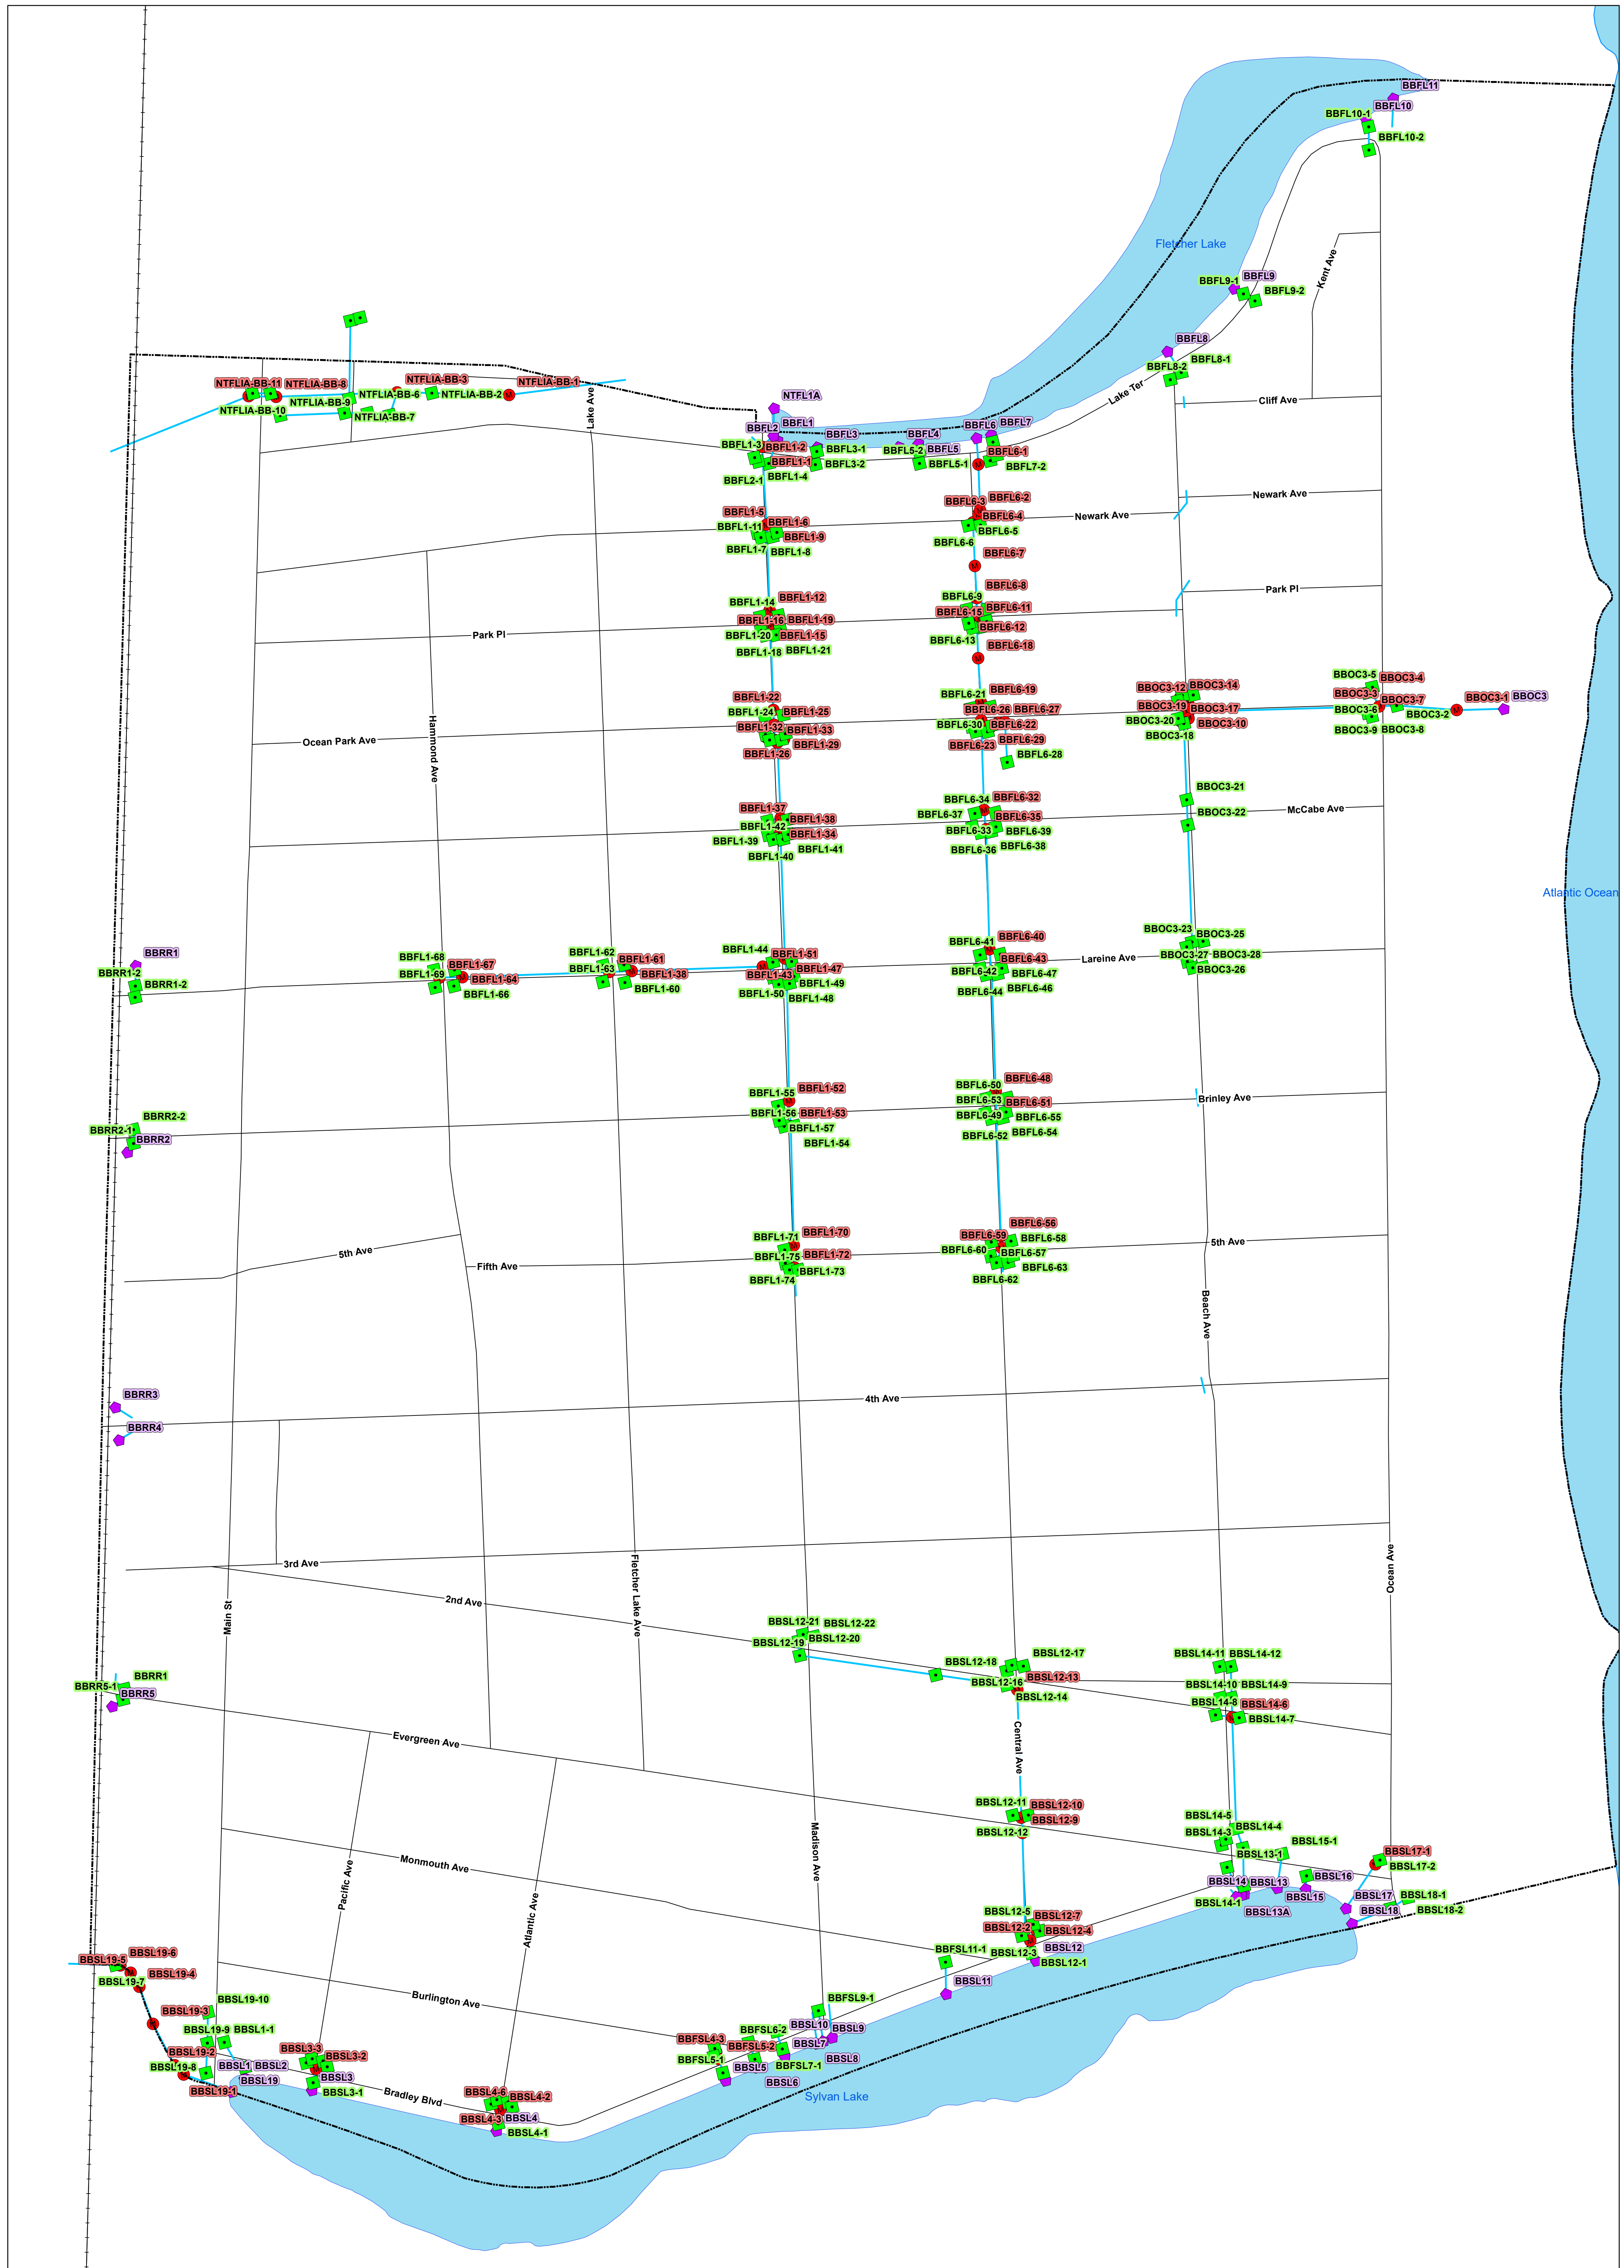 BBFL11
BBFL10
BBFL10-1
BBFL10-2
Fletcher Lake
Kent Ave
BBFL9
BBFL9-1
BBFL9-2
BBFL8
BBFL8-1
BBFL8-2
Lake Ter
Cliff Ave
NTFLIA-BB-11
NTFLIA-BB-8
NTFLIA-BB-3
NTFLIA-BB-1
NTFLIA-BB-6
NTFLIA-BB-2
NTFLIA-BB-9
NTFLIA-BB-10
NTFLIA-BB-7
Lake Ave
NTFL1A
BBFL1
BBFL2
BBFL3
BBFL4
BBFL6
BBFL7
BBFL1-3
BBFL1-2
BBFL3-1
BBFL5-2
BBFL5
BBFL6-1
BBFL1-1
BBFL3-2
BBFL5-1
BBFL7-2
BBFL2-1
BBFL1-4
Newark Ave
BBFL6-3
BBFL6-2
BBFL1-5
BBFL6-4
Newark Ave
BBFL1-11
BBFL1-6
BBFL6-5
BBFL1-9
BBFL6-6
BBFL1-7
BBFL1-8
BBFL6-7
BBFL6-8
Park Pl
BBFL1-14
BBFL1-12
BBFL6-9
BBFL6-15
BBFL6-11
BBFL1-16
BBFL1-19
BBFL6-12
Park Pl
BBFL1-20
BBFL1-15
BBFL6-13
BBFL6-18
BBFL1-18
BBFL1-21
BBOC3-5
BBOC3-4
BBOC3-12
BBOC3-14
BBOC3-3
BBOC3-7
BBOC3-1
BBOC3
BBFL1-22
BBFL6-21
BBFL6-19
BBOC3-19
BBOC3-17
BBOC3-6
BBOC3-2
BBFL1-24
BBFL1-25
BBFL6-26
BBFL6-27
BBOC3-20
BBOC3-10
BBOC3-9
BBOC3-8
BBFL1-32
BBFL1-33
BBFL6-30
BBFL6-22
BBOC3-18
Hammond Ave
Ocean Park Ave
BBFL1-29
BBFL6-23
BBFL6-29
BBFL1-26
BBFL6-28
BBOC3-21
BBFL6-34
BBFL6-32
BBFL1-37
BBFL6-37
BBFL6-35
BBOC3-22
McCabe Ave
BBFL1-42
BBFL1-38
BBFL6-33
BBFL6-39
BBFL1-39
BBFL1-34
BBFL6-36
BBFL6-38
BBFL1-41
BBFL1-40
Atlantic Ocean
BBRR1
BBFL1-68
BBFL1-62
BBFL1-44
BBFL6-41
BBFL6-40
BBOC3-23
BBOC3-25
BBRR1-2
BBFL1-67
BBFL1-61
BBFL1-51
BBOC3-27
BBOC3-28
BBFL1-69
BBFL1-63
BBFL1-38
BBFL1-47
BBFL6-43
Lareine Ave
BBRR1-2
BBFL1-64
BBFL1-43
BBFL6-42
BBFL6-47
BBOC3-26
BBFL1-66
BBFL1-60
BBFL1-49
BBFL6-44
BBFL6-46
BBFL1-50
BBFL1-48
BBFL1-55
BBFL1-52
BBFL6-50
BBFL6-48
BBRR2-2
BBFL6-53
BBFL6-51
Brinley Ave
BBRR2-1
BBFL1-56
BBFL1-53
BBFL6-49
BBFL6-55
BBRR2
BBFL1-57
BBFL6-52
BBFL6-54
BBFL1-54
BBFL1-71
BBFL1-70
BBFL6-59
BBFL6-56
5th Ave
BBFL6-58
5th Ave
BBFL1-75
BBFL1-72
BBFL6-60
BBFL6-57
Fifth Ave
BBFL1-73
BBFL6-63
BBFL1-74
BBFL6-62
Beach Ave
BBRR3
BBRR4
4th Ave
3rd Ave
Fletcher Lake Ave
Ocean Ave
2nd Ave
Main St
BBSL12-21
BBSL12-22
BBSL12-19
BBSL12-20
BBSL12-18
BBSL12-17
BBSL14-11
BBSL14-12
BBRR1
BBRR5-1
BBRR5
BBSL12-16
BBSL12-13
BBSL14-10
BBSL14-9
BBSL12-14
BBSL14-8
BBSL14-6
BBSL14-7
Evergreen Ave
Central Ave
BBSL12-11
BBSL12-10
BBSL14-5
BBSL12-9
BBSL14-4
BBSL12-12
BBSL14-3
BBSL15-1
Madison Ave
BBSL13-1
BBSL17-1
BBSL17-2
Monmouth Ave
Pacific Ave
BBSL14
BBSL13
BBSL16
BBSL14-1
BBSL15
BBSL17
BBSL18-1
BBSL12-5
BBSL12-7
BBSL13A
BBSL18
BBSL18-2
Atlantic Ave
BBSL12-2
BBSL12-4
BBFSL11-1
BBSL12
BBSL12-3
BBSL12-1
BBSL19-5
BBSL19-6
BBSL19-4
BBSL19-7
BBSL11
Burlington Ave
BBSL19-10
BBSL19-3
BBFSL9-1
BBSL19-9
BBSL1-1
BBFSL4-3
BBFSL6-2
BBSL10
BBSL9
BBSL19-2
BBSL3-3
BBSL3-2
BBFSL5-2
BBSL7
BBSL19-8
BBSL1
BBSL2
BBSL3
BBFSL5-1
BBSL5
BBFSL7-1
BBSL8
BBSL19
BBSL6
BBSL19-1
BBSL3-1
Bradley Blvd
BBSL4-6
BBSL4-2
Sylvan Lake
BBSL4-3
BBSL4
BBSL4-1